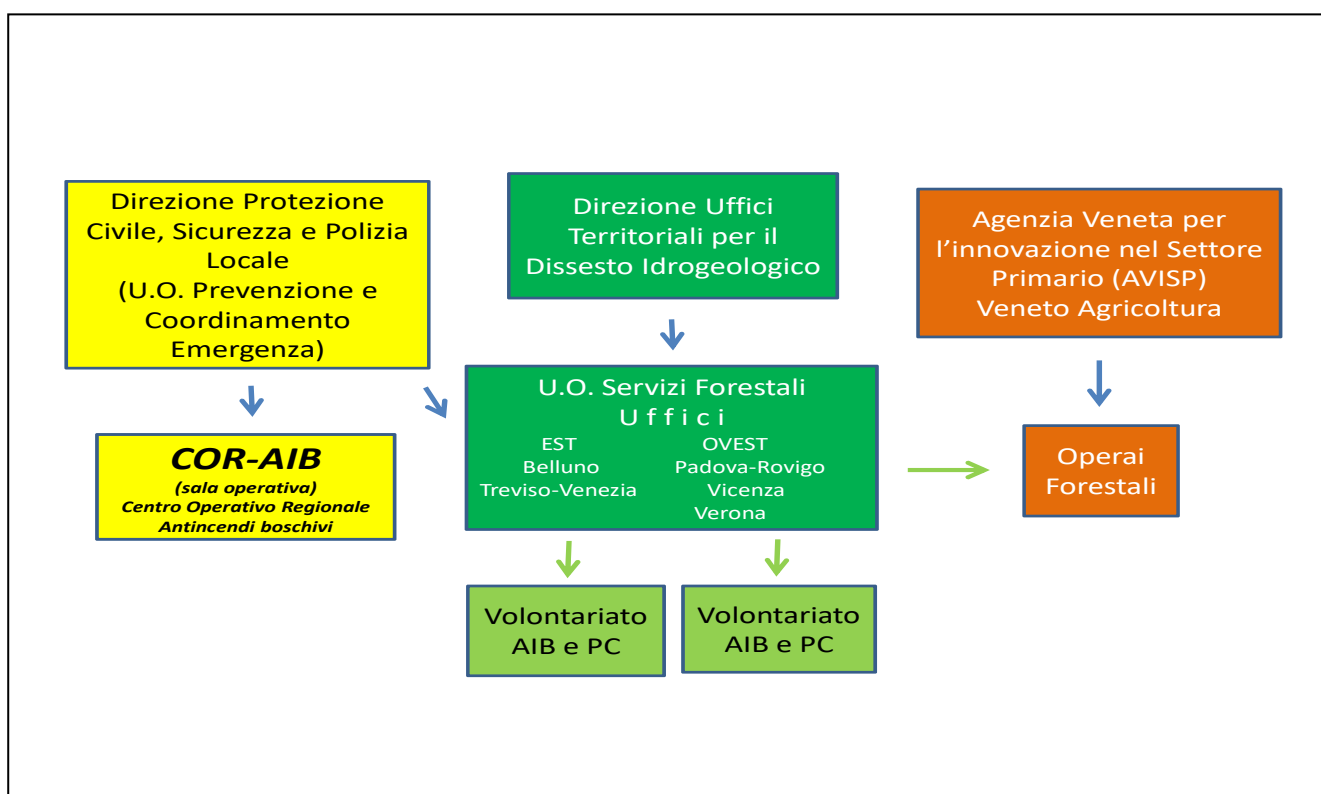 Direzione Protezione
Civile, Sicurezza e Polizia
Locale
(U.O. Prevenzione e
Coordinamento
Emergenza)
Direzione Uffici
Territoriali per il
Dissesto Idrogeologico
Agenzia Veneta per
l’innovazione nel Settore
Primario (AVISP)
Veneto Agricoltura
COR-AIB
(sala operativa)
Centro Operativo Regionale
Antincendi boschivi
U.O. Servizi Forestali
U f f i c i
EST
Belluno
Treviso-Venezia
OVEST
Padova-Rovigo
Vicenza
Verona
Operai
Forestali
Volontariato
AIB e PC
Volontariato
AIB e PC